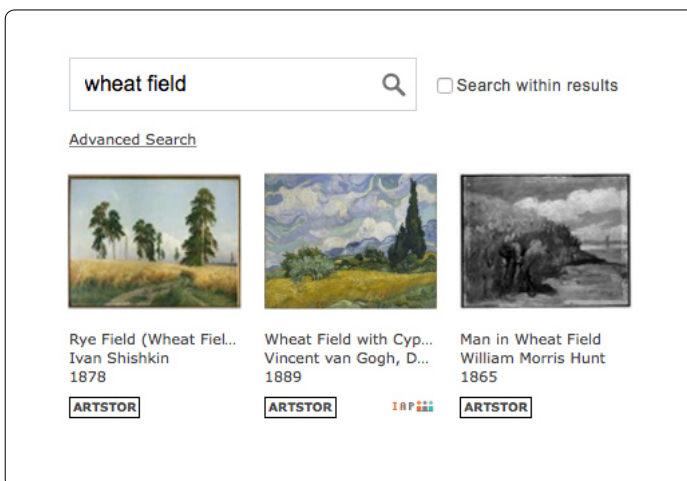 wheat field
Search within results
Advanced Search
Rye Field (Wheat Fiel...
Ivan Shishkin
1878
ARTSTOR
Wheat Field with Cyp...
Vincent van Gogh, D...
1889
ARTSTOR
IAP
Man in Wheat Field
William Morris Hunt
1865
ARTSTOR